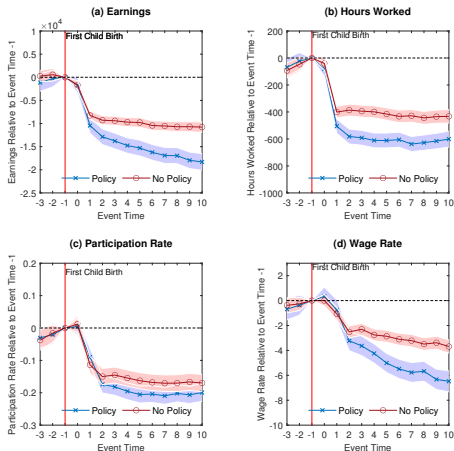 (a) Earnings
×10⁴
First Child Birth
1
0.5
0
-0.5
-1
-1.5
-2
-2.5
Earnings Relative to Event Time -1
Policy
No Policy
-3 -2 -1 0 1 2 3 4 5 6 7 8 9 10
Event Time
(b) Hours Worked
First Child Birth
200
0
-200
-400
-600
-800
-1000
Hours Worked Relative to Event Time -1
Policy
No Policy
-3 -2 -1 0 1 2 3 4 5 6 7 8 9 10
Event Time
(c) Participation Rate
First Child Birth
0.2
0.1
0
-0.1
-0.2
-0.3
Participation Rate Relative to Event Time -1
Policy
No Policy
-3 -2 -1 0 1 2 3 4 5 6 7 8 9 10
Event Time
(d) Wage Rate
First Child Birth
2
0
-2
-4
-6
-8
-10
Wage Rate Relative to Event Time -1
Policy
No Policy
-3 -2 -1 0 1 2 3 4 5 6 7 8 9 10
Event Time